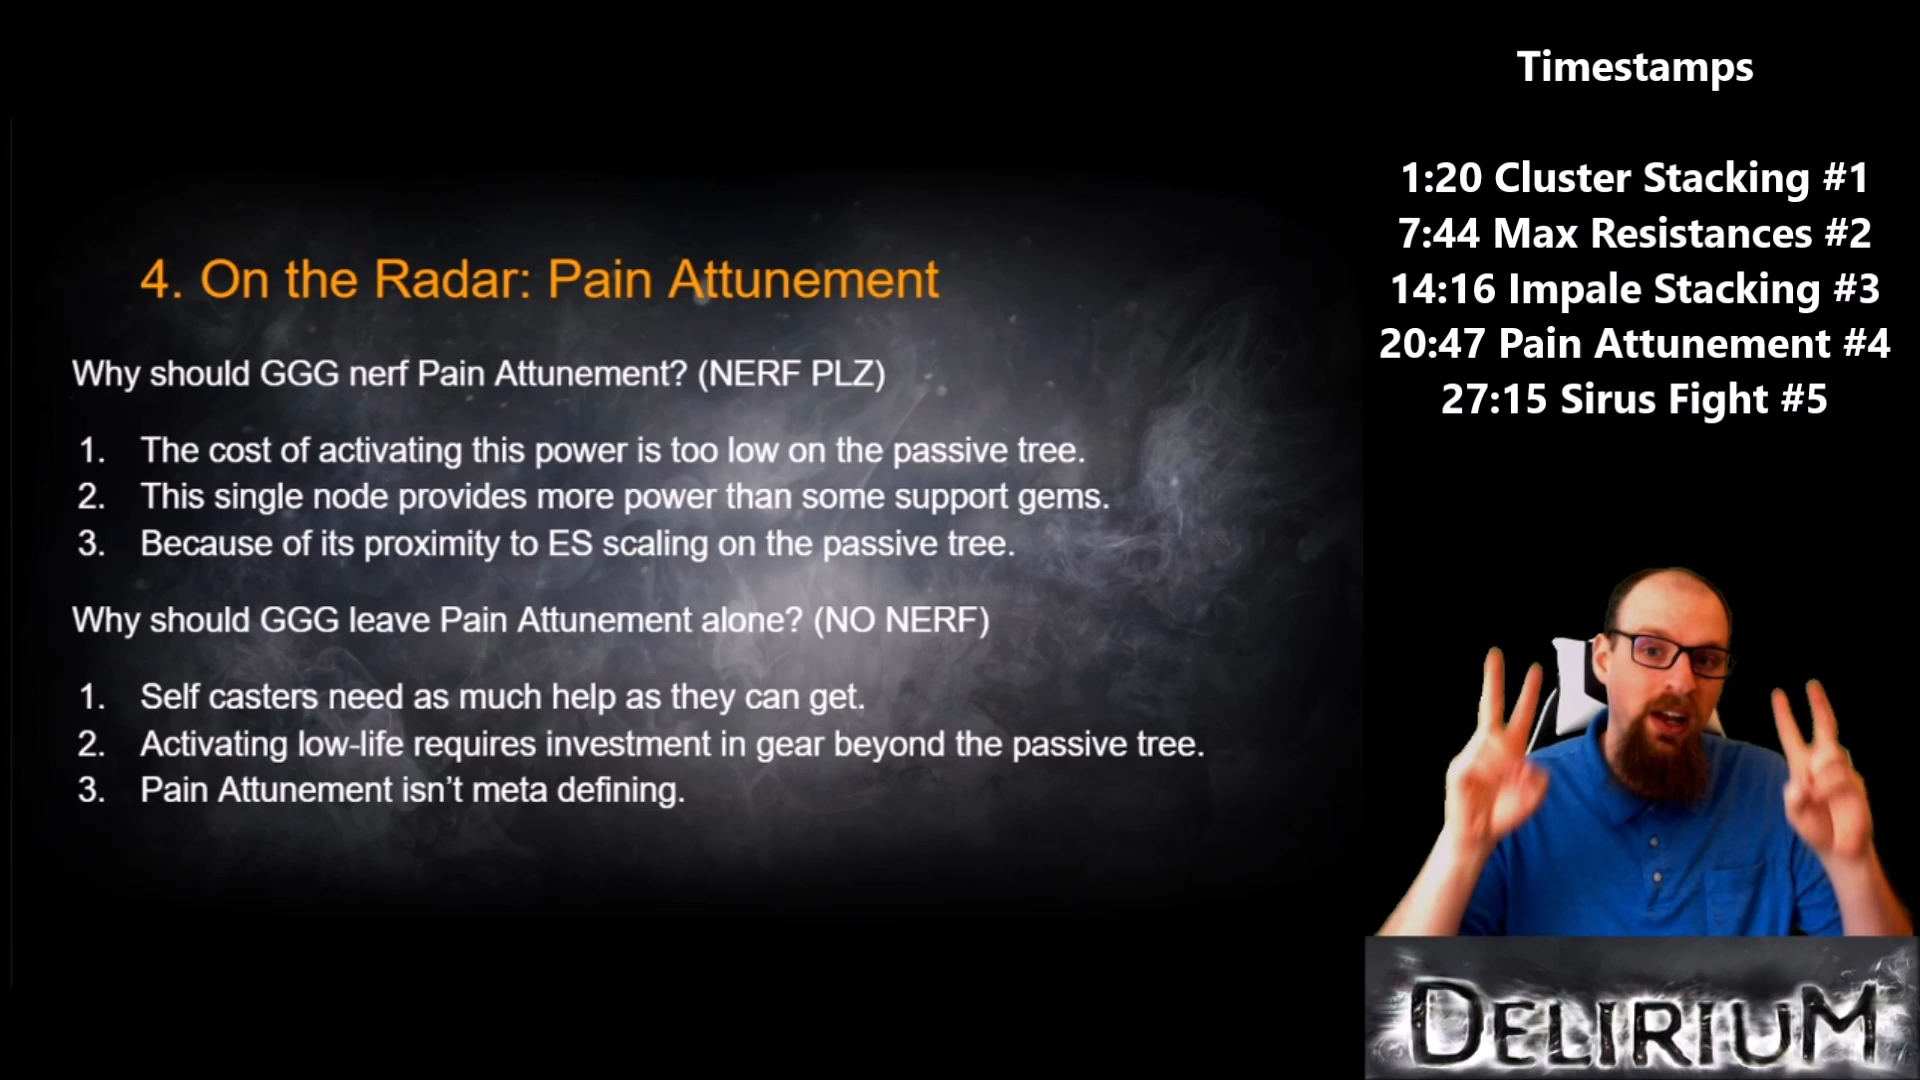 4. On the Radar: Pain Attunement
Why should GGG nerf Pain Attunement? (NERF PLZ)
1. The cost of activating this power is too low on the passive tree.
2. This single node provides more power than some support gems.
3. Because of its proximity to ES scaling on the passive tree.
Why should GGG leave Pain Attunement alone? (NO NERF)
1. Self casters need as much help as they can get.
2. Activating low-life requires investment in gear beyond the passive tree.
3. Pain Attunement isn’t meta defining.
Timestamps
1:20 Cluster Stacking #1
7:44 Max Resistances #2
14:16 Impale Stacking #3
20:47 Pain Attunement #4
27:15 Sirus Fight #5
DELIRIUM